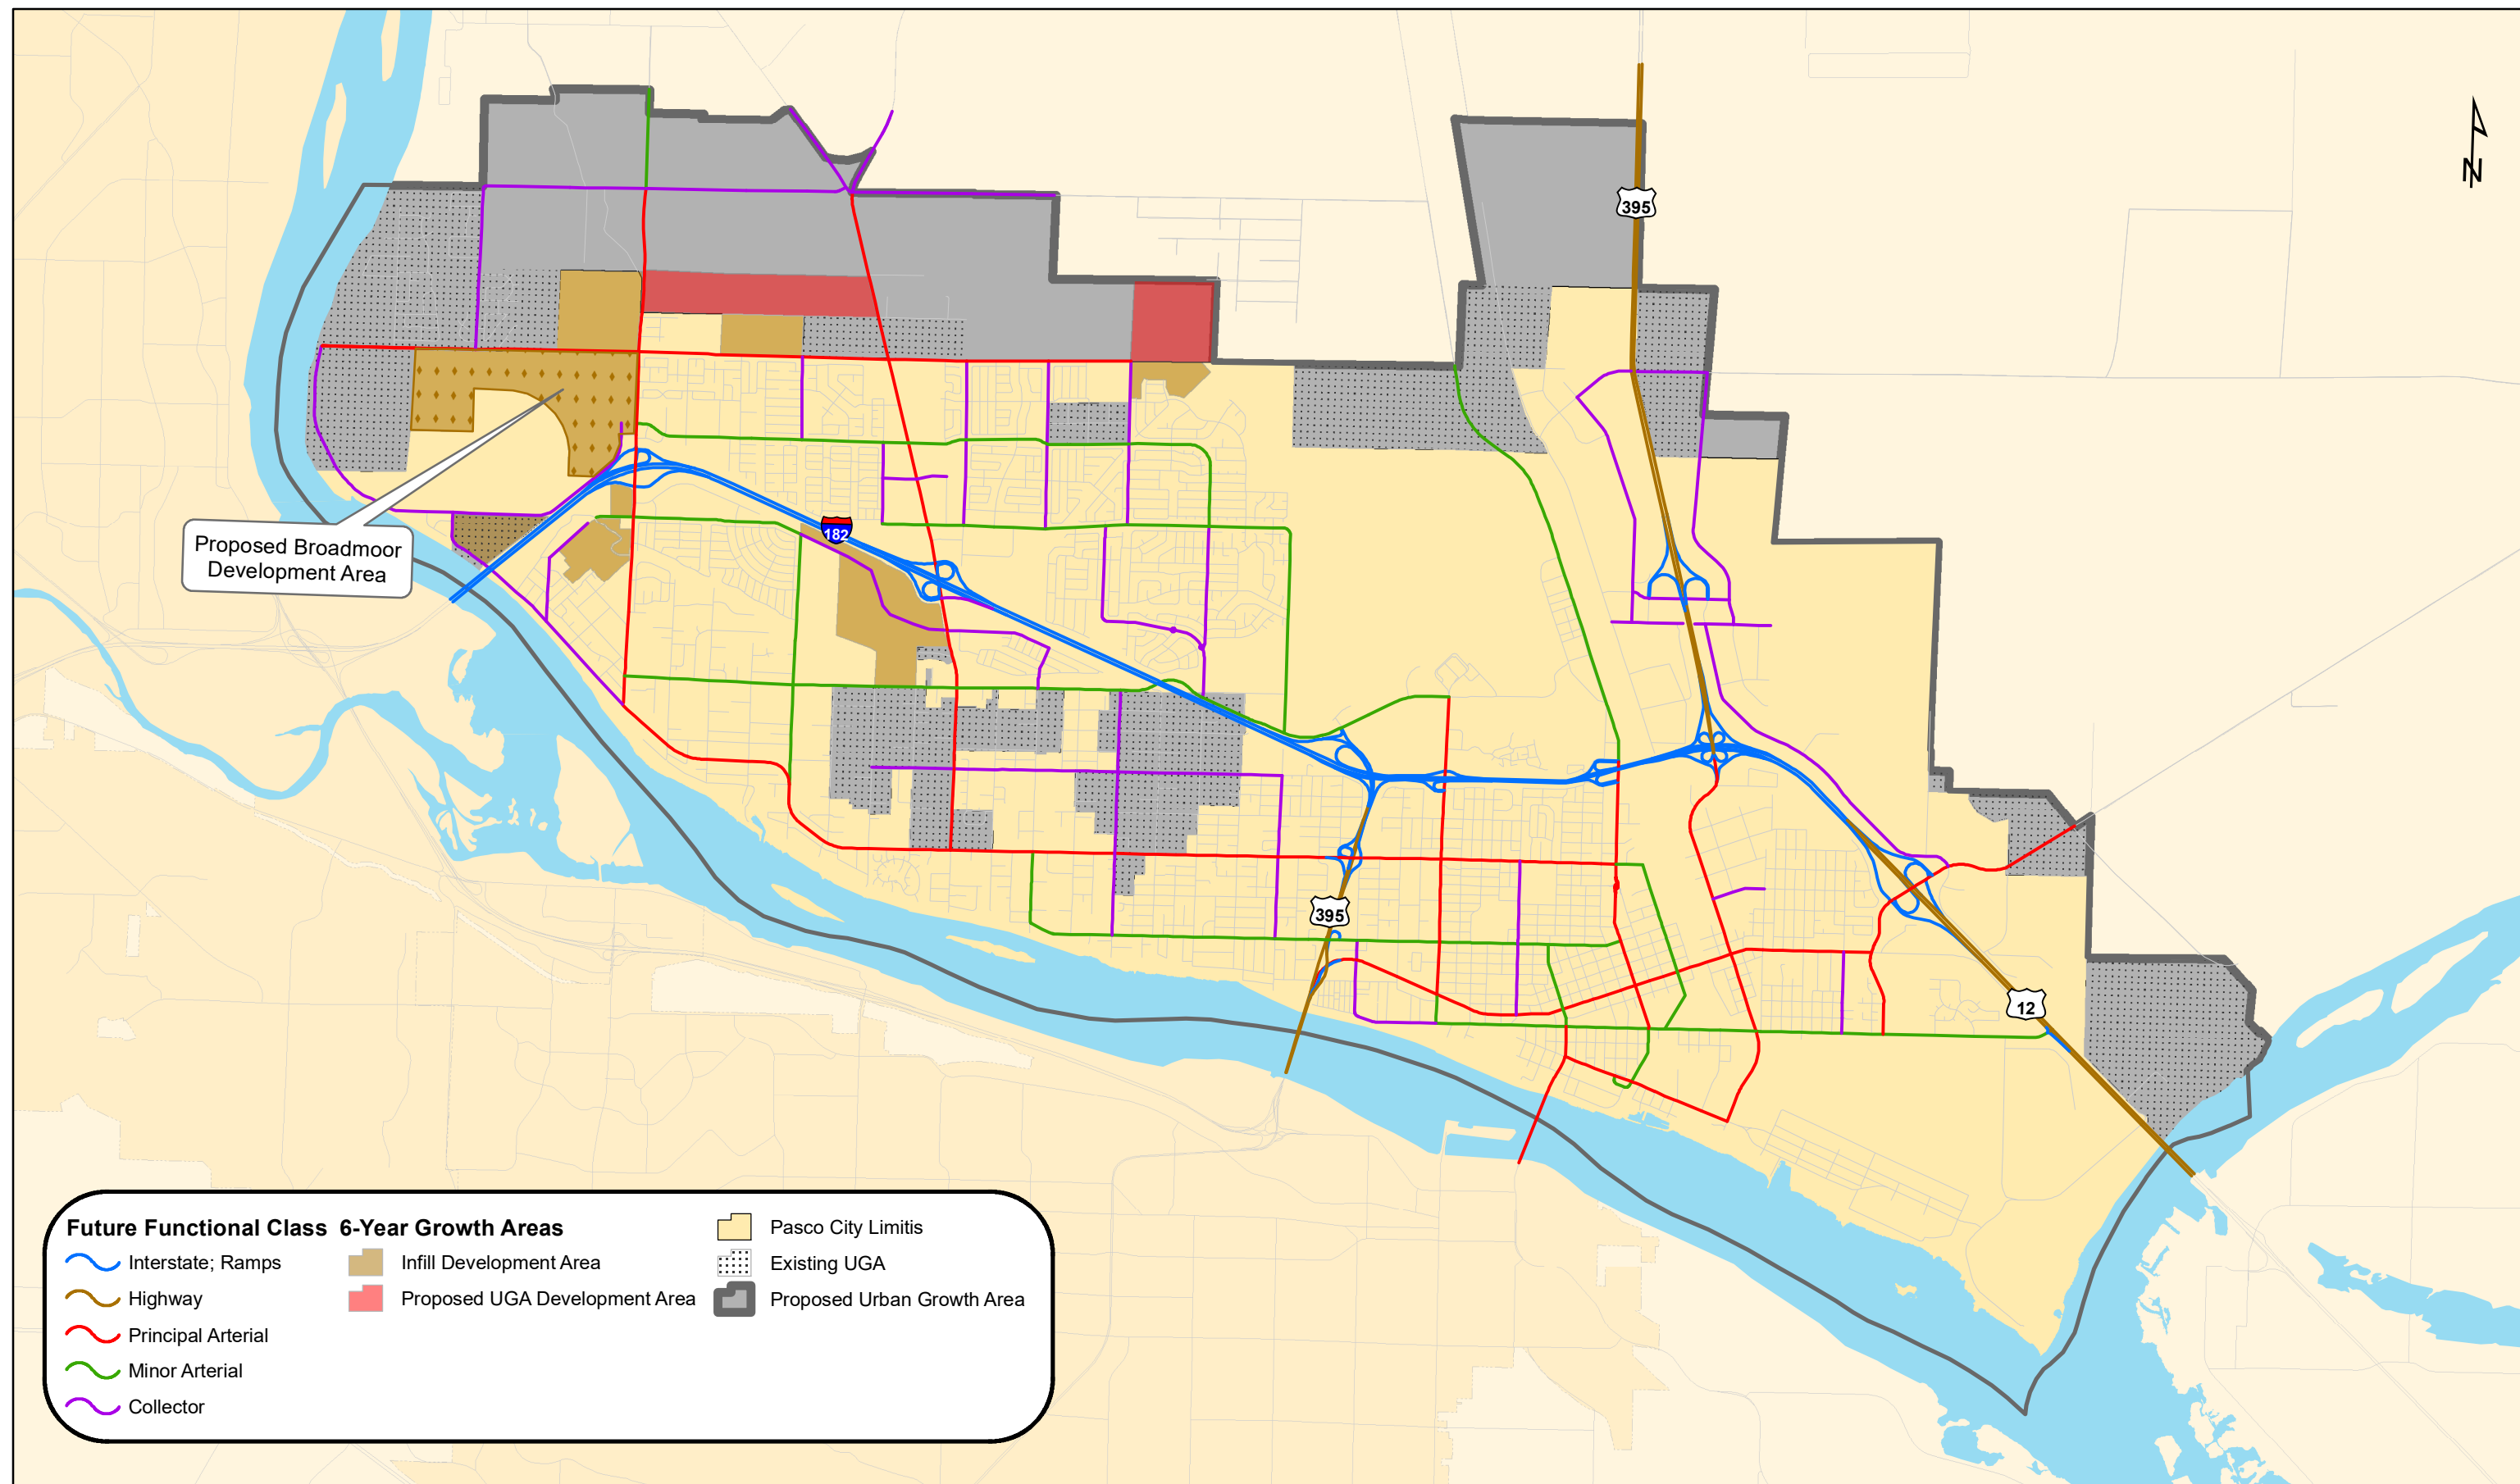 395
N
182
Proposed Broadmoor
Development Area
395
12
Future Functional Class
Interstate; Ramps
Highway
Principal Arterial
Minor Arterial
Collector
6-Year Growth Areas
Infill Development Area
Proposed UGA Development Area
Pasco City Limitis
Existing UGA
Proposed Urban Growth Area